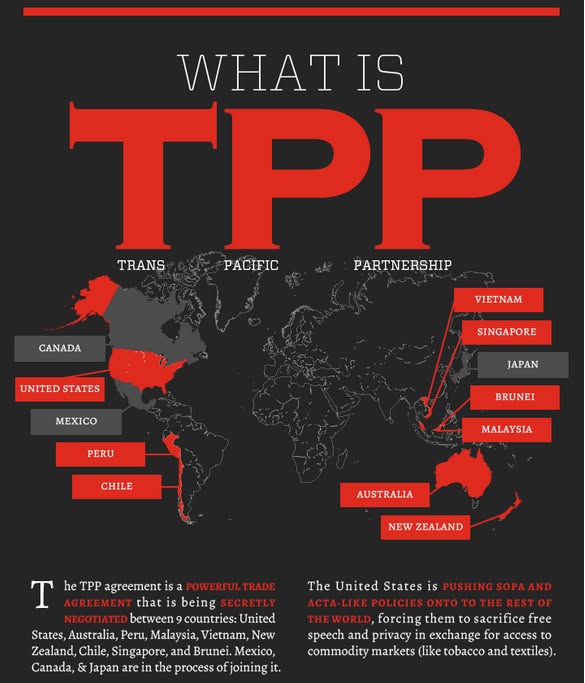 WHAT IS
TPP
TRANS PACIFIC PARTNERSHIP
VIETNAM
SINGAPORE
CANADA
JAPAN
UNITED STATES
BRUNEI
MEXICO
MALAYSIA
PERU
CHILE
AUSTRALIA
NEW ZEALAND
The TPP agreement is a POWERFUL TRADE
AGREEMENT that is being SECRETLY
NEGOTIATED between 9 countries: United
States, Australia, Peru, Malaysia, Vietnam, New
Zealand, Chile, Singapore, and Brunei. Mexico,
Canada, & Japan are in the process of joining it.
The United States is PUSHING SOPA AND
ACTA-LIKE POLICIES ONTO TO THE REST OF
THE WORLD, forcing them to sacrifice free
speech and privacy in exchange for access to
commodity markets (like tobacco and textiles).